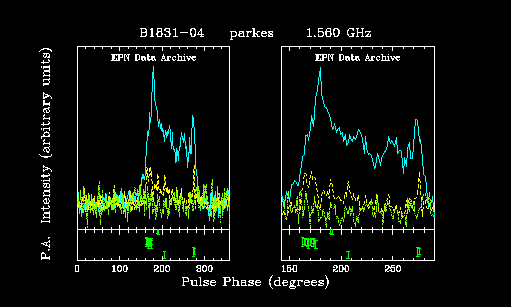 B1831-04 parkes 1.560 GHz
EPN Data Archive EPN Data Archive
P.A. Intensity (arbitrary units)
0 100 200 300 150 200 250
Pulse Phase (degrees)